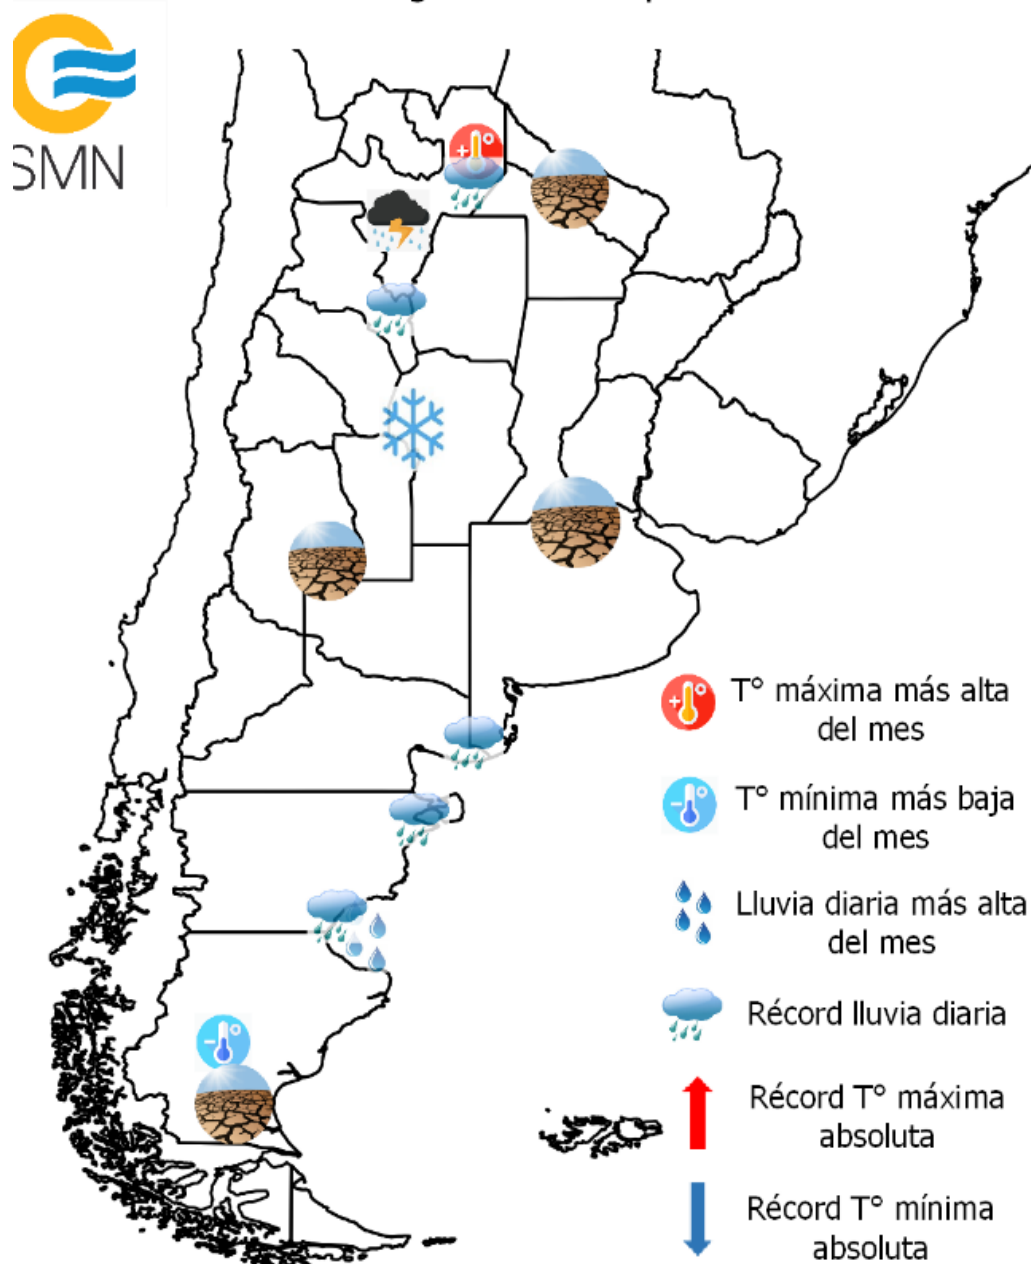 SMN
T° máxima más alta
del mes
T° mínima más baja
del mes
Lluvia diaria más alta
del mes
Récord lluvia diaria
Récord T° máxima
absoluta
Récord T° mínima
absoluta